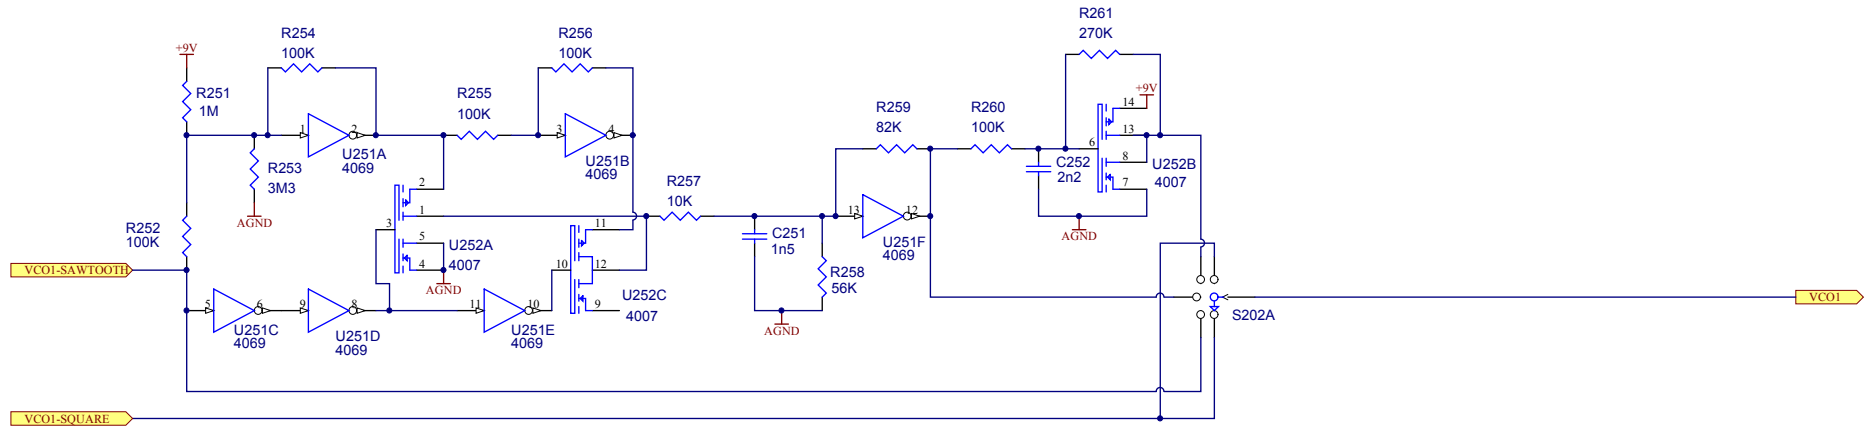 R261
270K
R254
100K
R256
100K
+9V
+9V
R251
1M
R255
100K
R259
82K
R260
100K
14
13
6
8
7
U252B
4007
1
2
U251A
4069
3
4
U251B
4069
R253
3M3
AGND
C252
2n2
AGND
R257
10K
2
1
3
5
4
U252A
4007
AGND
R252
100K
C251
1n5
13
12
U251F
4069
11
10
12
9
U252C
4007
R258
56K
AGND
VCO1-SAWTOOTH
5
6
U251C
4069
9
8
U251D
4069
11
10
U251E
4069
S202A
VCO1
VCO1-SQUARE